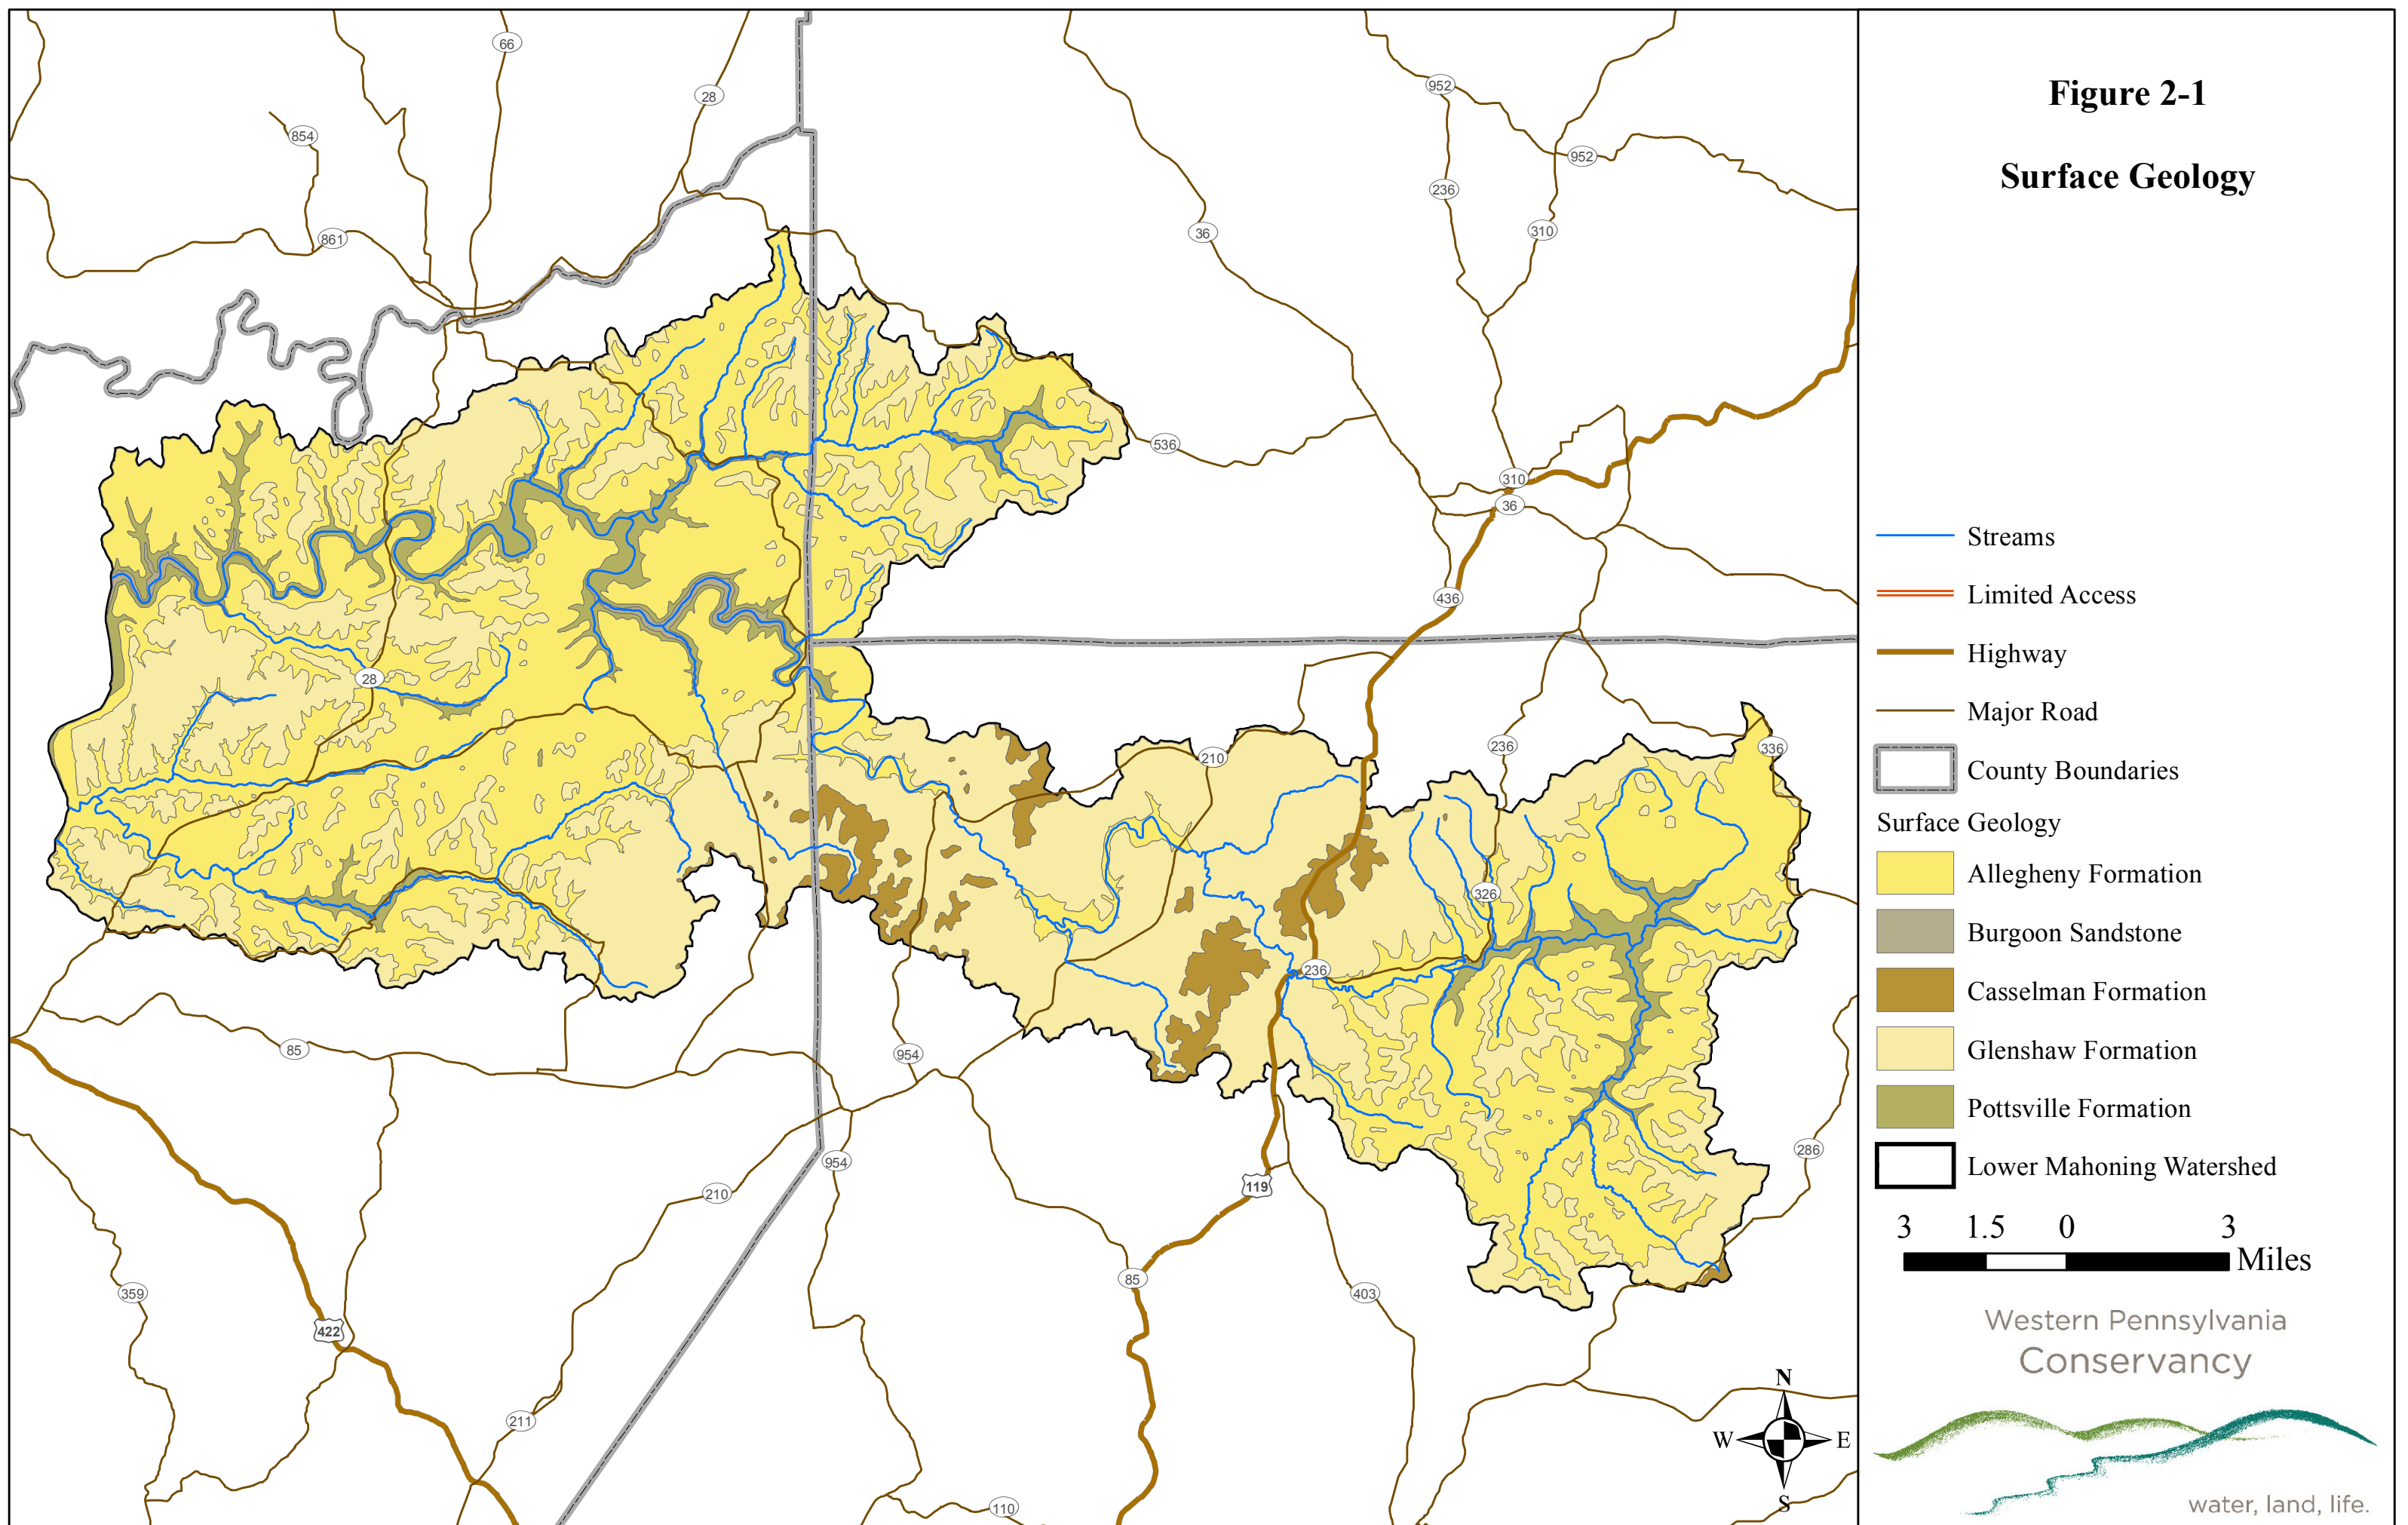 Figure 2-1
Surface Geology
66
28
854
861
952
952
236
310
36
536
310
36
436
28
210
236
336
326
236
85
954
954
210
119
286
85
403
359
422
211
110
N
W
E
S
Streams
Limited Access
Highway
Major Road
County Boundaries
Surface Geology
Allegheny Formation
Burgoon Sandstone
Casselman Formation
Glenshaw Formation
Pottsville Formation
Lower Mahoning Watershed
3 1.5 0 3
Miles
Western Pennsylvania
Conservancy
water, land, life.